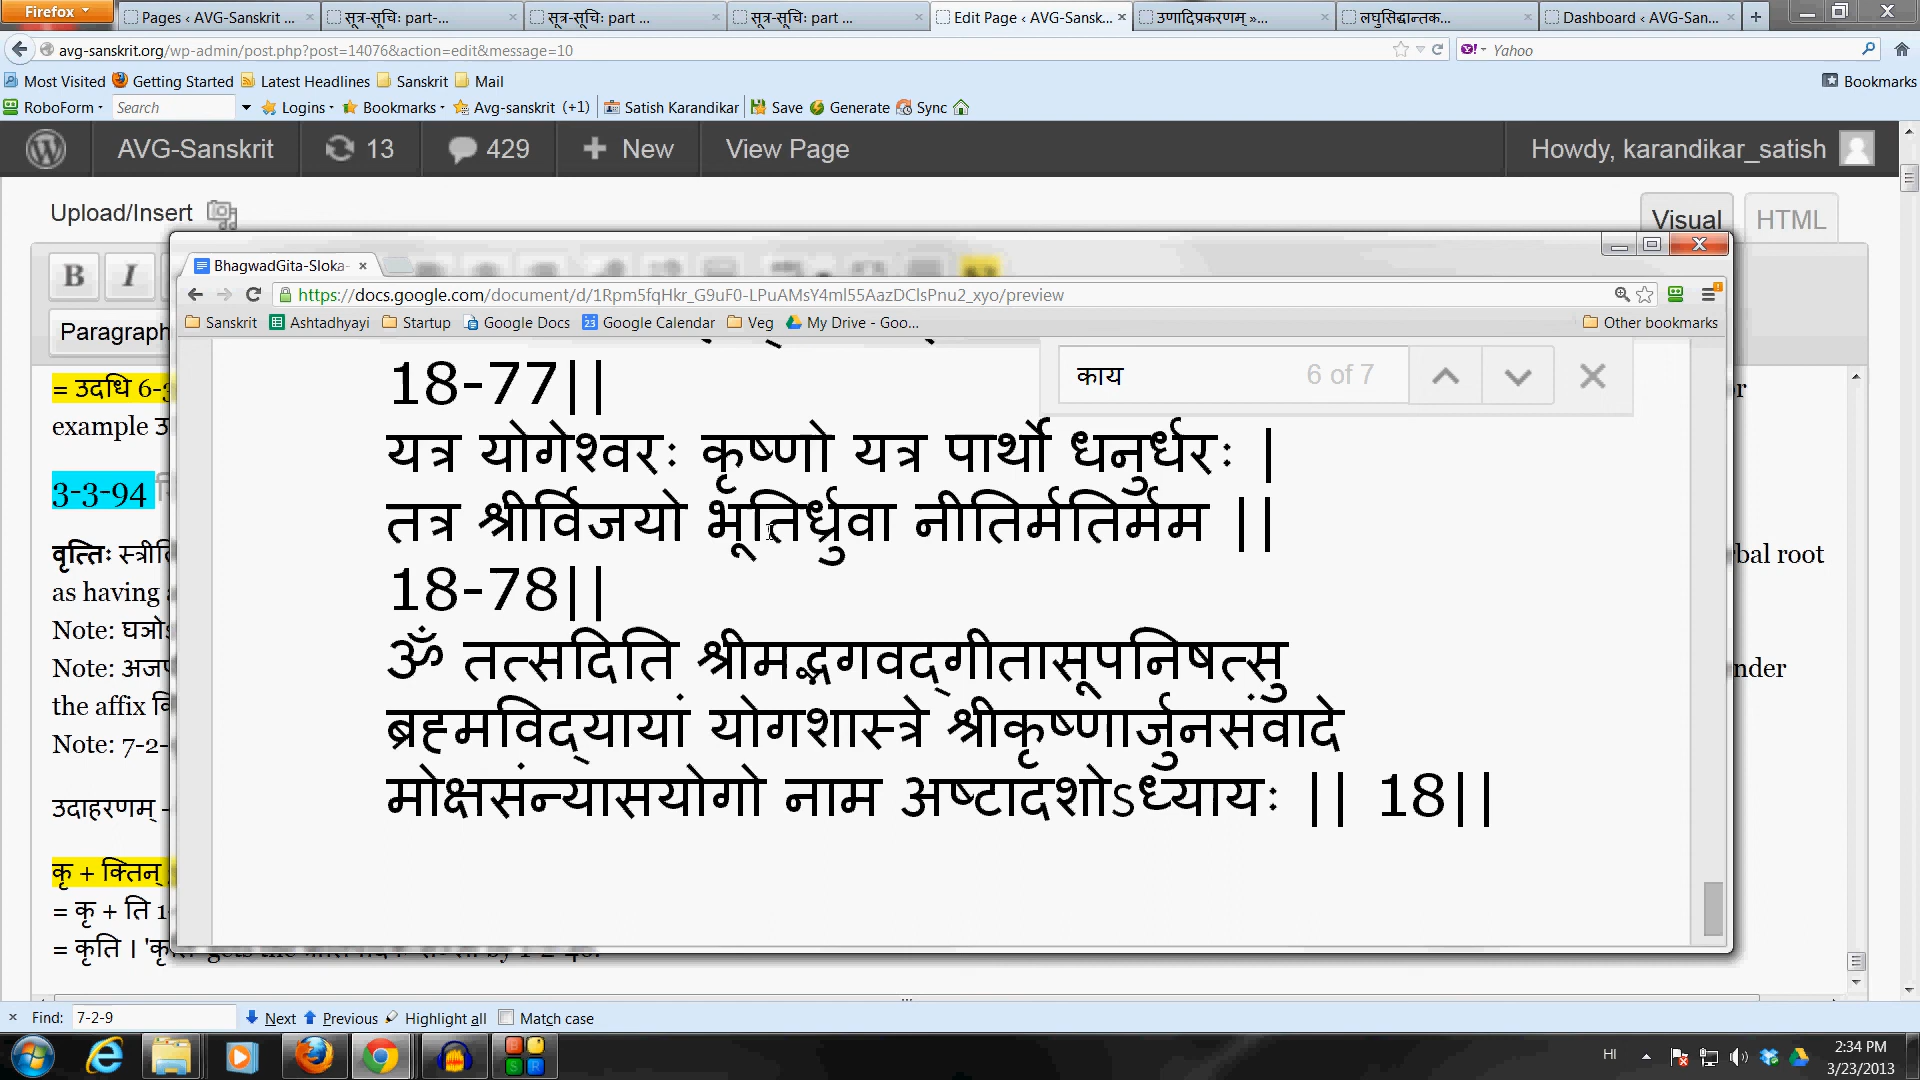 Firefox
Pages ‹ AVG-Sanskrit ...
सूत्र-सूचिः part-...
सूत्र-सूचिः part ...
सूत्र-सूचिः part ...
Edit Page ‹ AVG-Sansk...
उणादिप्रकरणम् »...
लघुसिद्धान्तक...
Dashboard ‹ AVG-San...
avg-sanskrit.org/wp-admin/post.php?post=14076&action=edit&message=10
Yahoo
Most Visited Getting Started Latest Headlines Sanskrit Mail
Bookmarks
RoboForm Search Logins Bookmarks Avg-sanskrit (+1) Satish Karandikar Save Generate Sync
AVG-Sanskrit 13 429 + New View Page
Howdy, karandikar_satish
Upload/Insert
Visual HTML
B I
BhagwadGita-Sloka-
https://docs.google.com/document/d/1Rpm5fqHkr_G9uF0-LPuAMsY4ml55AazDClsPnu2_xyo/preview
Sanskrit Ashtadhyayi Startup Google Docs Google Calendar Veg My Drive - Goo...
Other bookmarks
Paragraph
काय 6 of 7
18-77||
यत्र योगेश्वरः कृष्णो यत्र पार्थो धनुर्धरः |
तत्र श्रीर्विजयो भूतिर्ध्रुवा नीतिर्मतिर्मम ||
18-78||
ॐ तत्सदिति श्रीमद्भगवद्गीतासूपनिषत्सु
ब्रह्मविद्यायां योगशास्त्रे श्रीकृष्णार्जुनसंवादे
मोक्षसंन्यासयोगो नाम अष्टादशोऽध्यायः || 18||
= उदधि 6-3
example
3-3-94
वृत्तिः
bal root
as having
Note:
Note:
nder
the affix
Note: 7-2-
उदाहरणम् -
कृ + क्तिन्
= कृ + ति 1
= कृति ।
Find: 7-2-9 Next Previous Highlight all Match case
HI
2:34 PM
3/23/2013